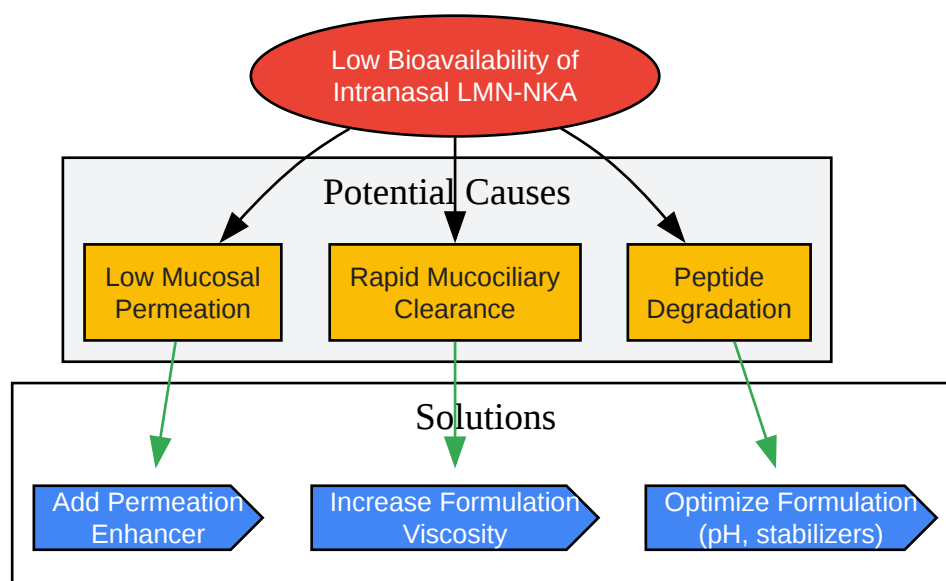 Low Bioavailability of
Intranasal LMN-NKA
Potential Causes
Low Mucosal
Permeation
Rapid Mucociliary
Clearance
Peptide
Degradation
Solutions
Add Permeation
Enhancer
Increase Formulation
Viscosity
Optimize Formulation
(pH, stabilizers)